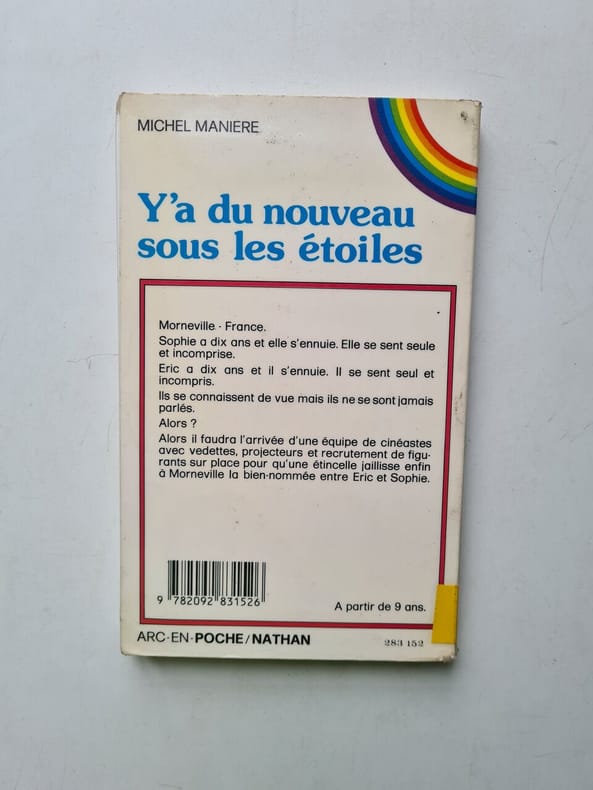 MICHEL MANIERE
Y'a du nouveau
sous les étoiles
Morneville - France.
Sophie a dix ans et elle s'ennuie. Elle se sent seule
et incomprise.
Eric a dix ans et il s'ennuie. Il se sent seul et
incompris.
Ils se connaissent de vue mais ils ne se sont jamais
parlés.
Alors ?
Alors il faudra l'arrivée d'une équipe de cinéastes
avec vedettes, projecteurs et recrutement de figu-
rants sur place pour qu'une étincelle jaillisse enfin
à Morneville la bien-nommée entre Eric et Sophie.
9 782092 831526
A partir de 9 ans.
ARC-EN-POCHE/NATHAN
283 152